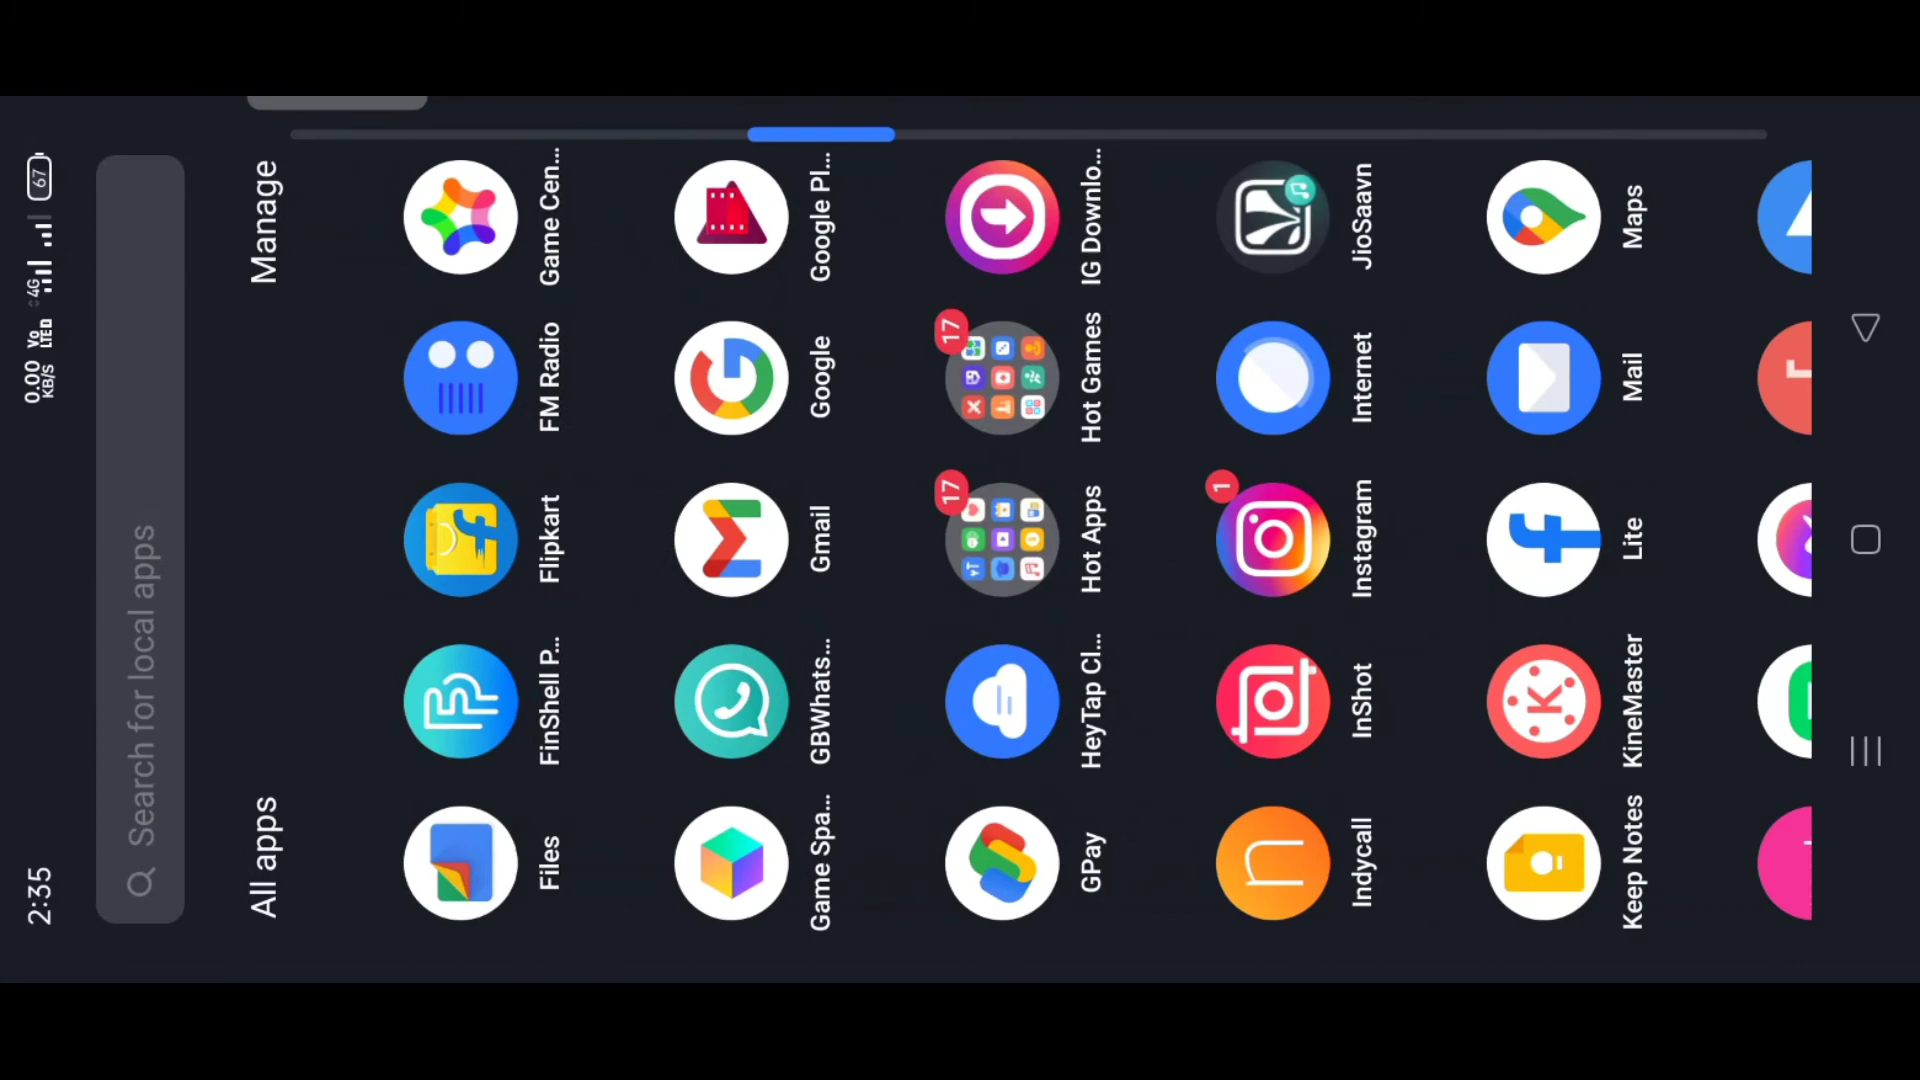 2:35 0.00 KB/S Vo LTED 4G 67
Search for local apps
All apps Manage
Files FinShell P... Flipkart FM Radio Game Cen...
Game Spa... GBWhats... Gmail Google Google Pl...
17 17
GPay HeyTap Cl... Hot Apps Hot Games IG Downlo...
1
Indycall InShot Instagram Internet JioSaavn
Keep Notes KineMaster Lite Mail Maps